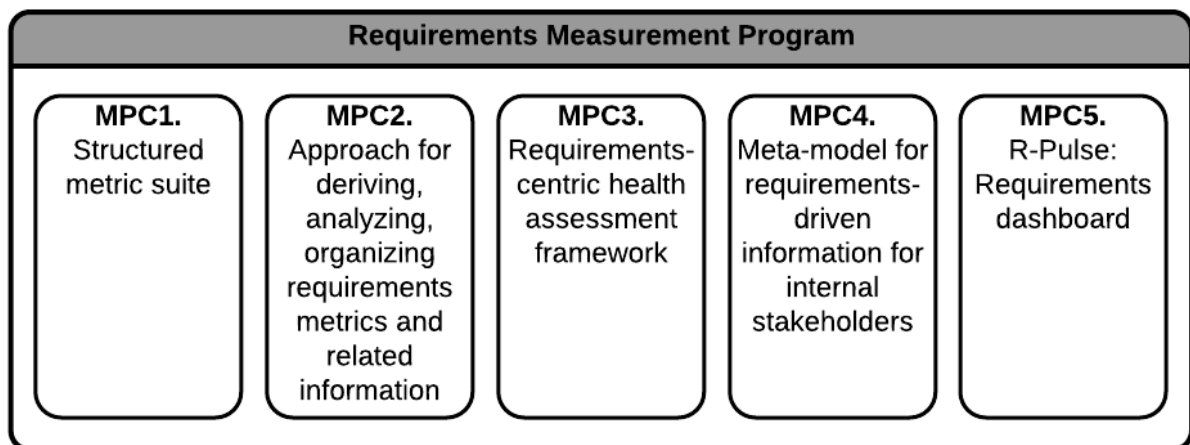 Requirements Measurement Program
MPC1.
Structured
metric suite
MPC2.
Approach for
deriving,
analyzing,
organizing
requirements
metrics and
related
information
MPC3.
Requirements-
centric health
assessment
framework
MPC4.
Meta-model for
requirements-
driven
information for
internal
stakeholders
MPC5.
R-Pulse:
Requirements
dashboard